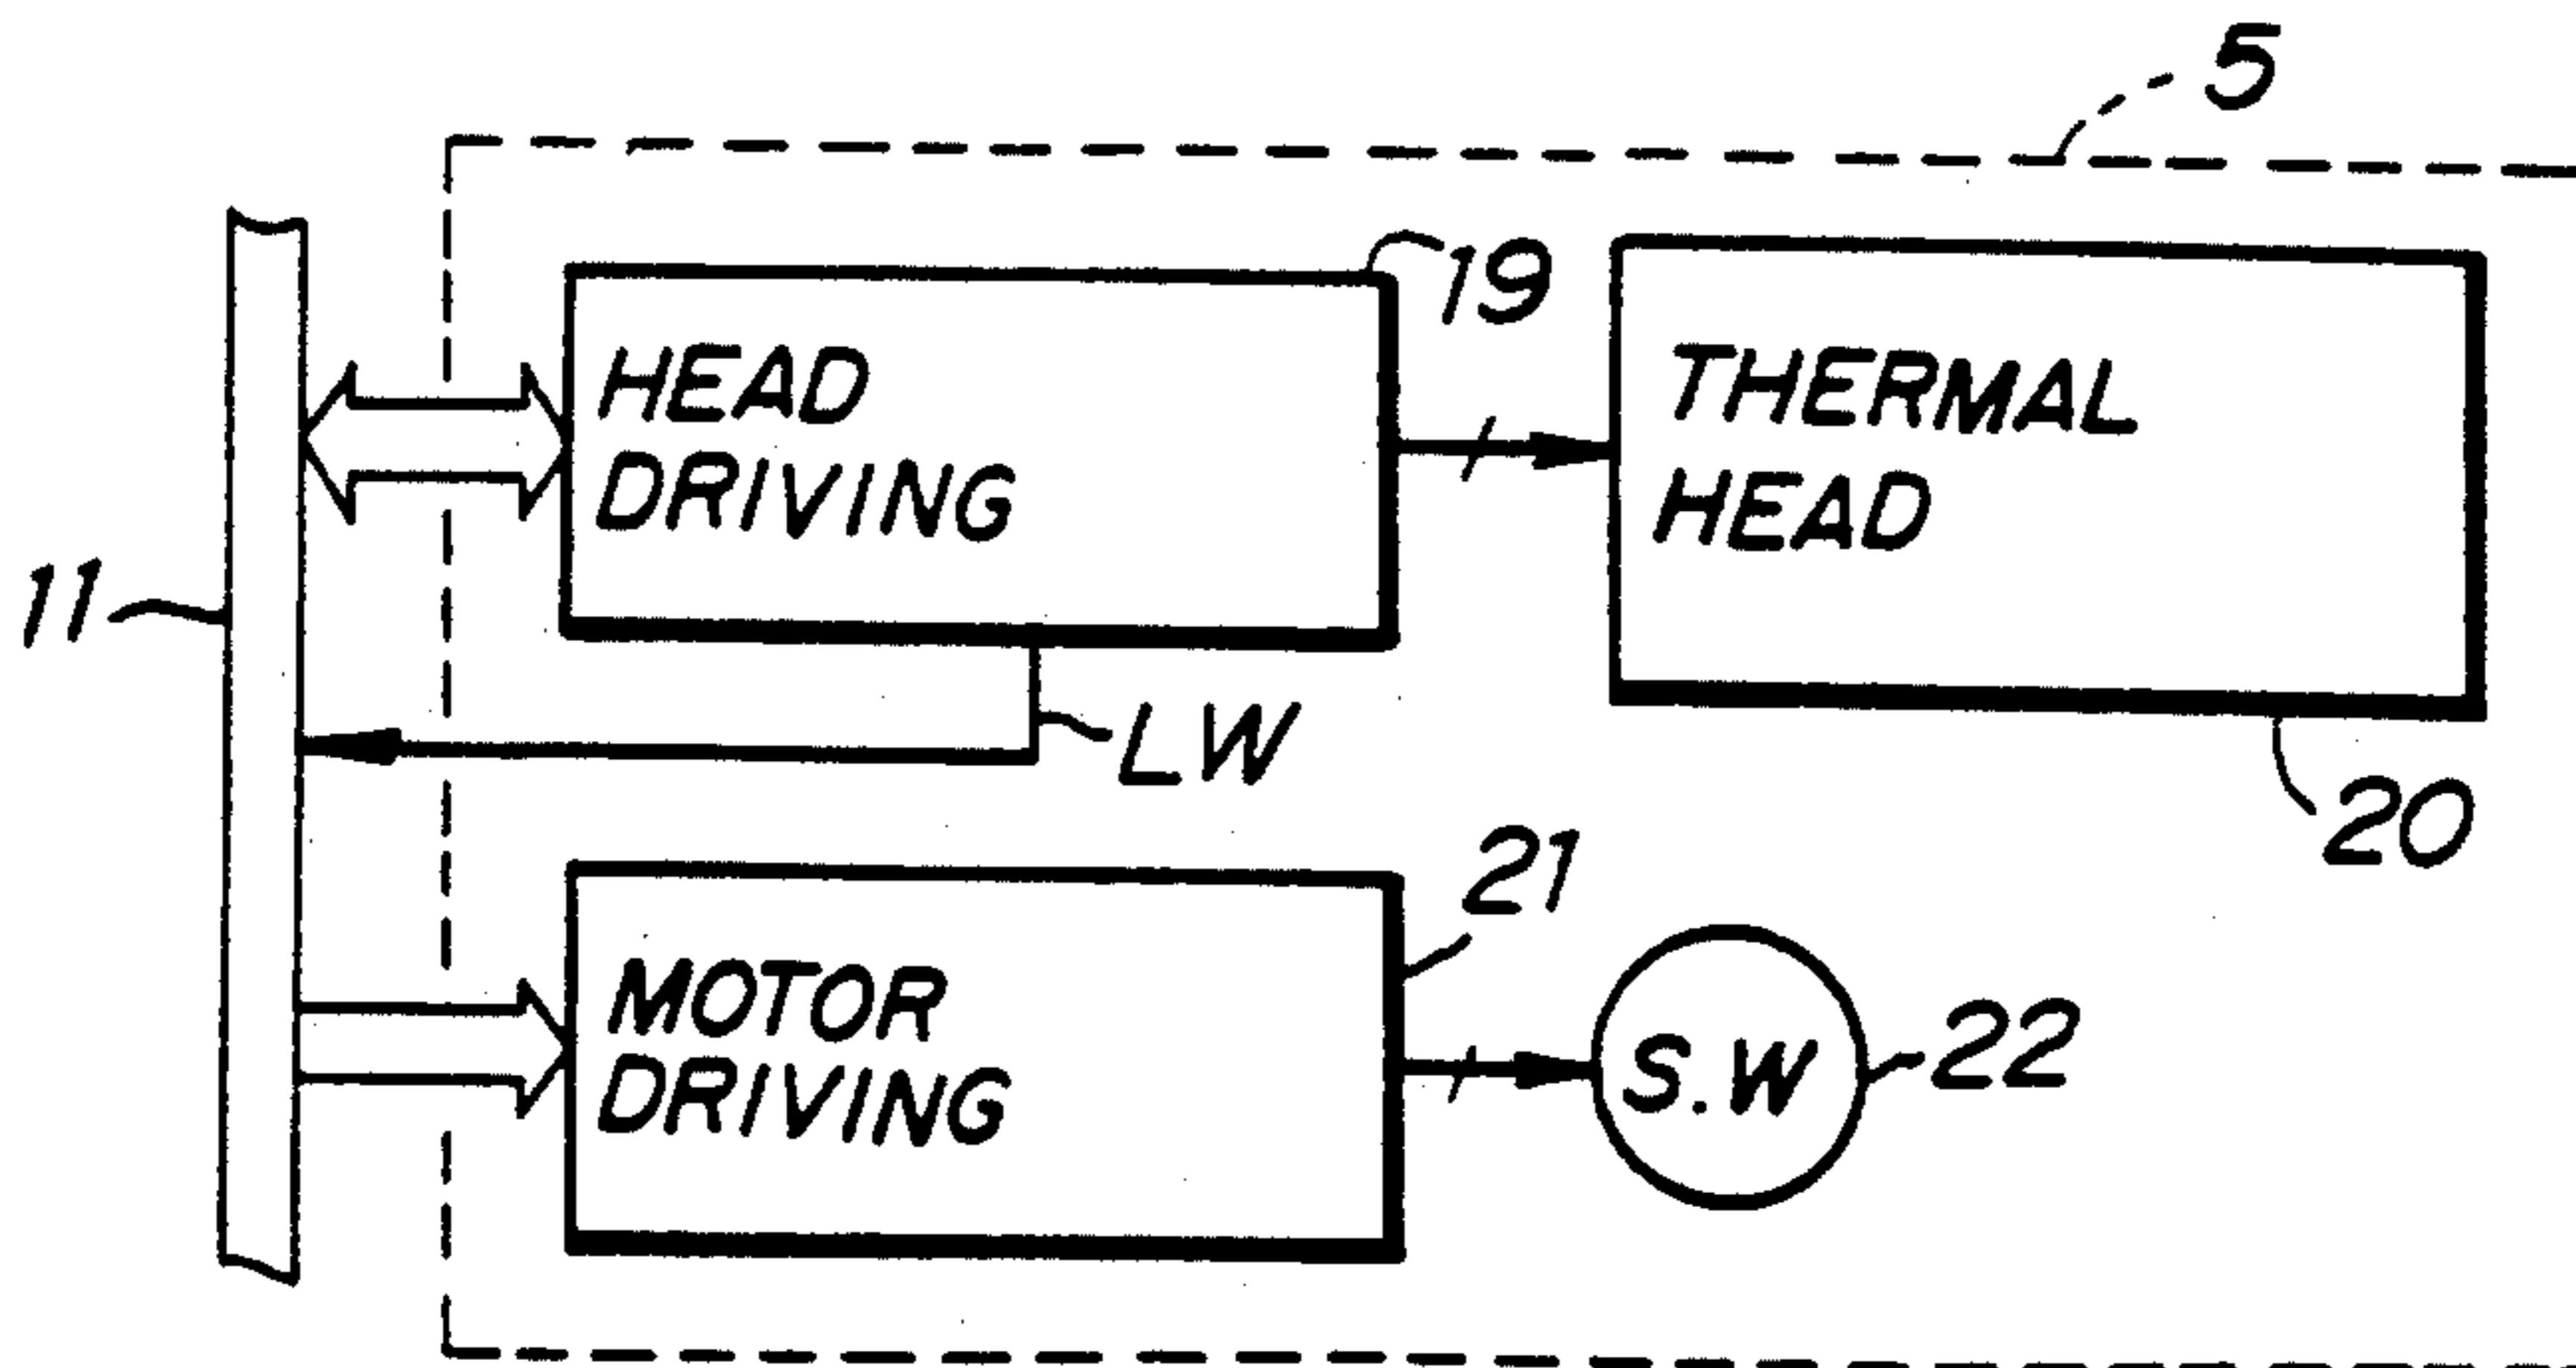 5
19
HEAD
DRIVING
THERMAL
HEAD
11
LW
20
21
MOTOR
DRIVING
S.W
22